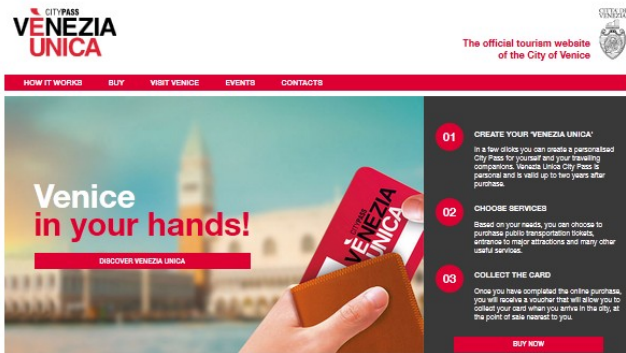 CITYPASS
VÈNEZIA
UNICA
CITTA' DI
VENEZIA
The official tourism website
of the City of Venice
HOW IT WORKS BUY VISIT VENICE EVENTS CONTACTS
Venice
in your hands!
DISCOVER VENEZIA UNICA
CITYPASS
VÈNEZIA
UNICA
01 CREATE YOUR 'VENEZIA UNICA'
In a few clicks you can create a personalised
City Pass for yourself and your travelling
companions. Venezia Unica City Pass is
personal and is valid up to two years after
purchase.
02 CHOOSE SERVICES
Based on your needs, you can choose to
purchase public transportation tickets,
entrance to major attractions and many other
useful services.
03 COLLECT THE CARD
Once you have completed the online purchase,
you will receive a voucher that will allow you to
collect your card when you arrive in the city, at
the point of sale nearest to you.
BUY NOW